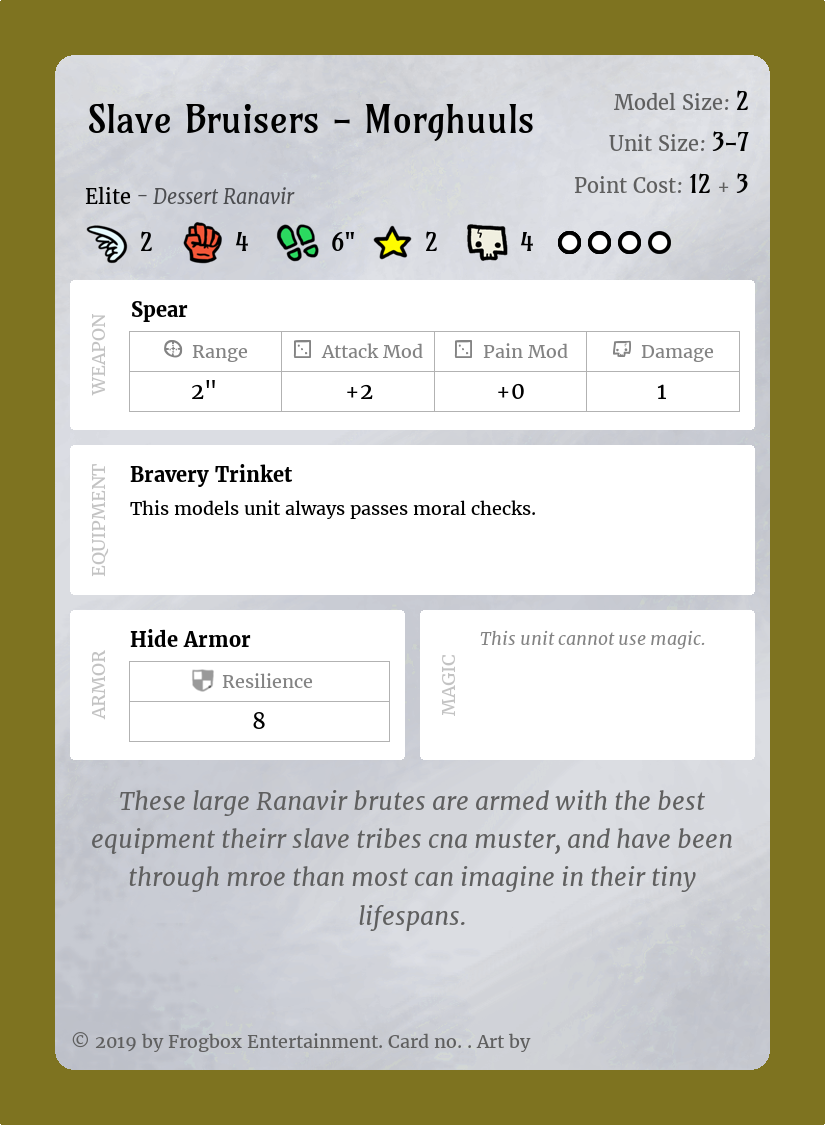 Slave Bruisers - Morghuuls
Model Size: 2
Unit Size: 3-7
Point Cost: 12 + 3
Elite - Dessert Ranavir
2 4 6" 2 4
WEAPON
Spear
Range Attack Mod Pain Mod Damage
2" +2 +0 1
EQUIPMENT
Bravery Trinket
This models unit always passes moral checks.
ARMOR
Hide Armor
Resilience
8
MAGIC
This unit cannot use magic.
These large Ranavir brutes are armed with the best
equipment theirr slave tribes cna muster, and have been
through mroe than most can imagine in their tiny
lifespans.
© 2019 by Frogbox Entertainment. Card no. . Art by